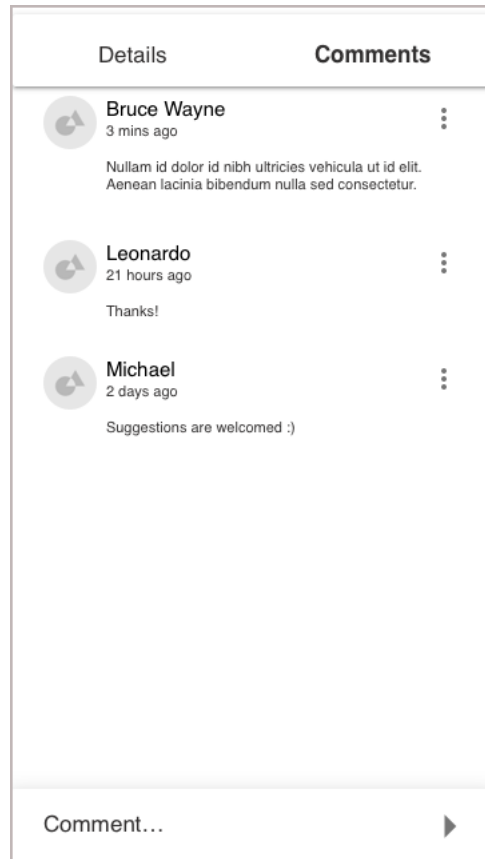 Details
Comments
Bruce Wayne
3 mins ago
Nullam id dolor id nibh ultricies vehicula ut id elit.
Aenean lacinia bibendum nulla sed consectetur.
Leonardo
21 hours ago
Thanks!
Michael
2 days ago
Suggestions are welcomed :)
Comment...